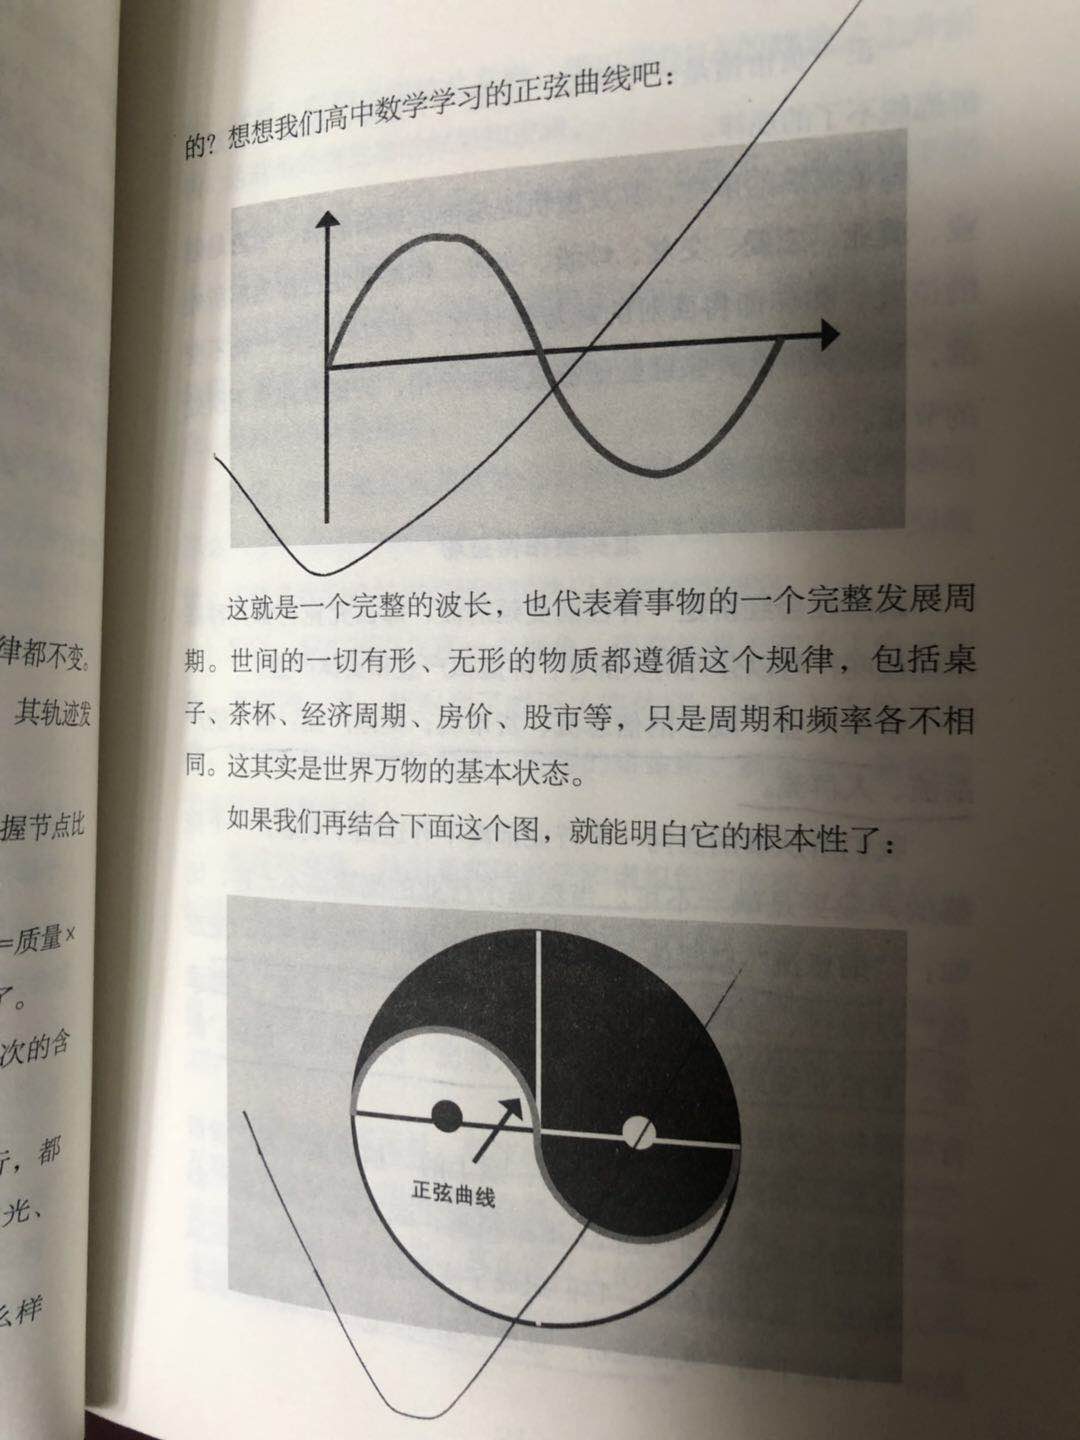 律都不变。
其轨迹发
握节点比
=质量×
了。
次的含
行，都
光、
么样
的？想想我们高中数学学习的正弦曲线吧：
这就是一个完整的波长，也代表着事物的一个完整发展周
期。世间的一切有形、无形的物质都遵循这个规律，包括桌
子、茶杯、经济周期、房价、股市等，只是周期和频率各不相
同。这其实是世界万物的基本状态。
如果我们再结合下面这个图，就能明白它的根本性了：
正弦曲线